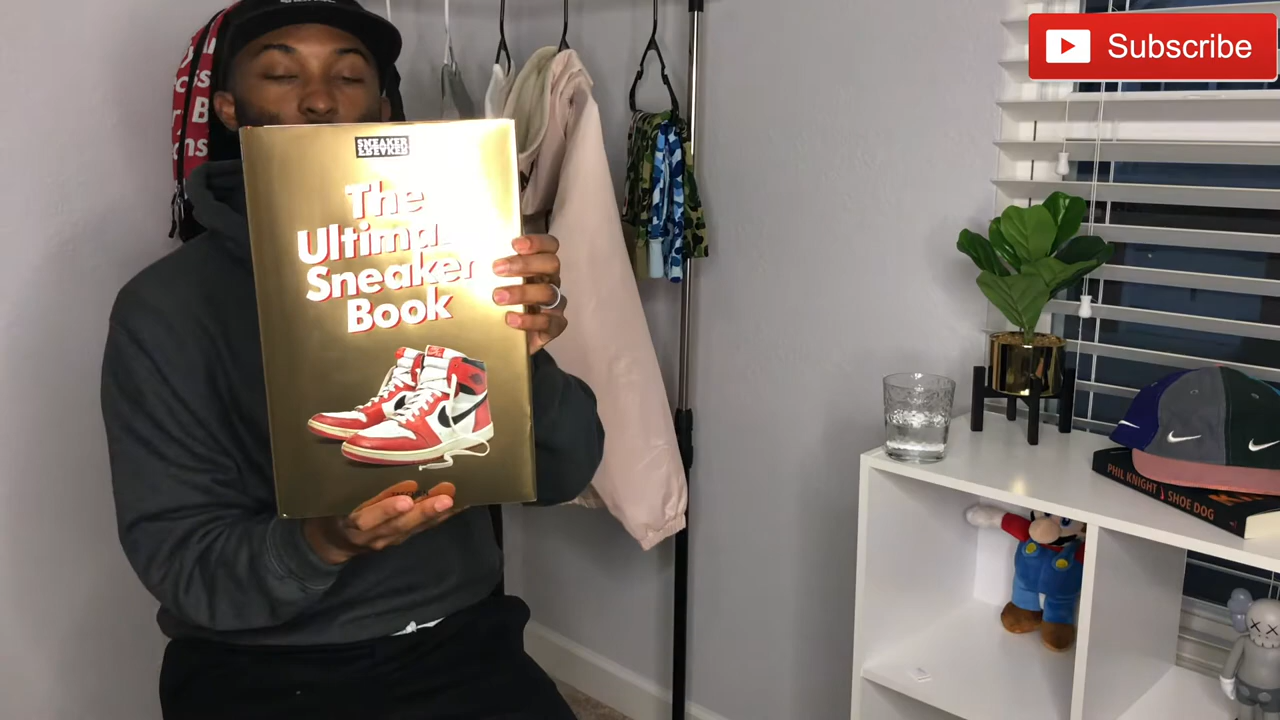 Subscribe
SNEAKER
FREAKER
The
Ultima
Sneaker
Book
PHIL KNIGHT | SHOE DOG